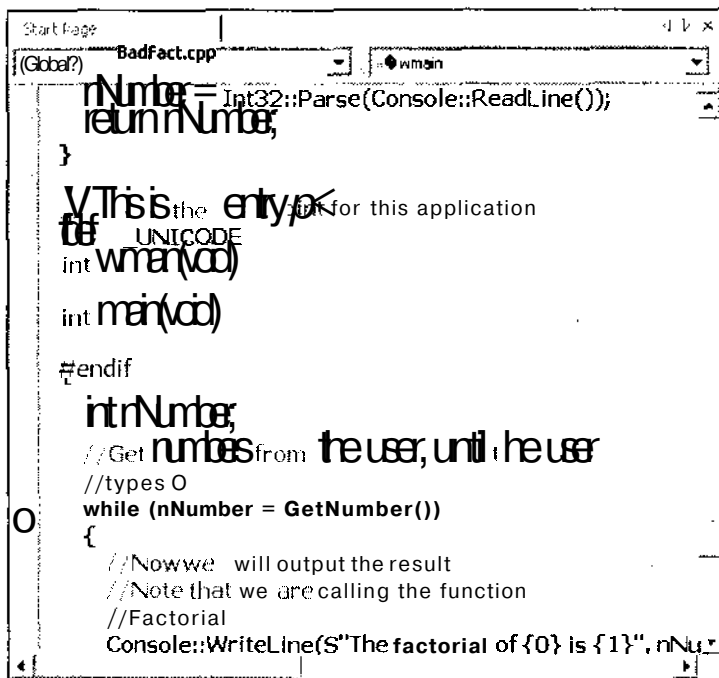 Start Page
BadFact.cpp
(Global?) wmain
nNumber = Int32::Parse(Console::ReadLine());
return nNumber;
}
the entry for this application
_UNICODE
int wmain(void)
int main(void)
#endif
int nNumber;
//Get numbers from the user, until the user
//types O
while (nNumber = GetNumber())
O
{
//Now we will output the result
//Note that we are calling the function
//Factorial
Console::WriteLine(S"The factorial of {0} is {1}", nNu